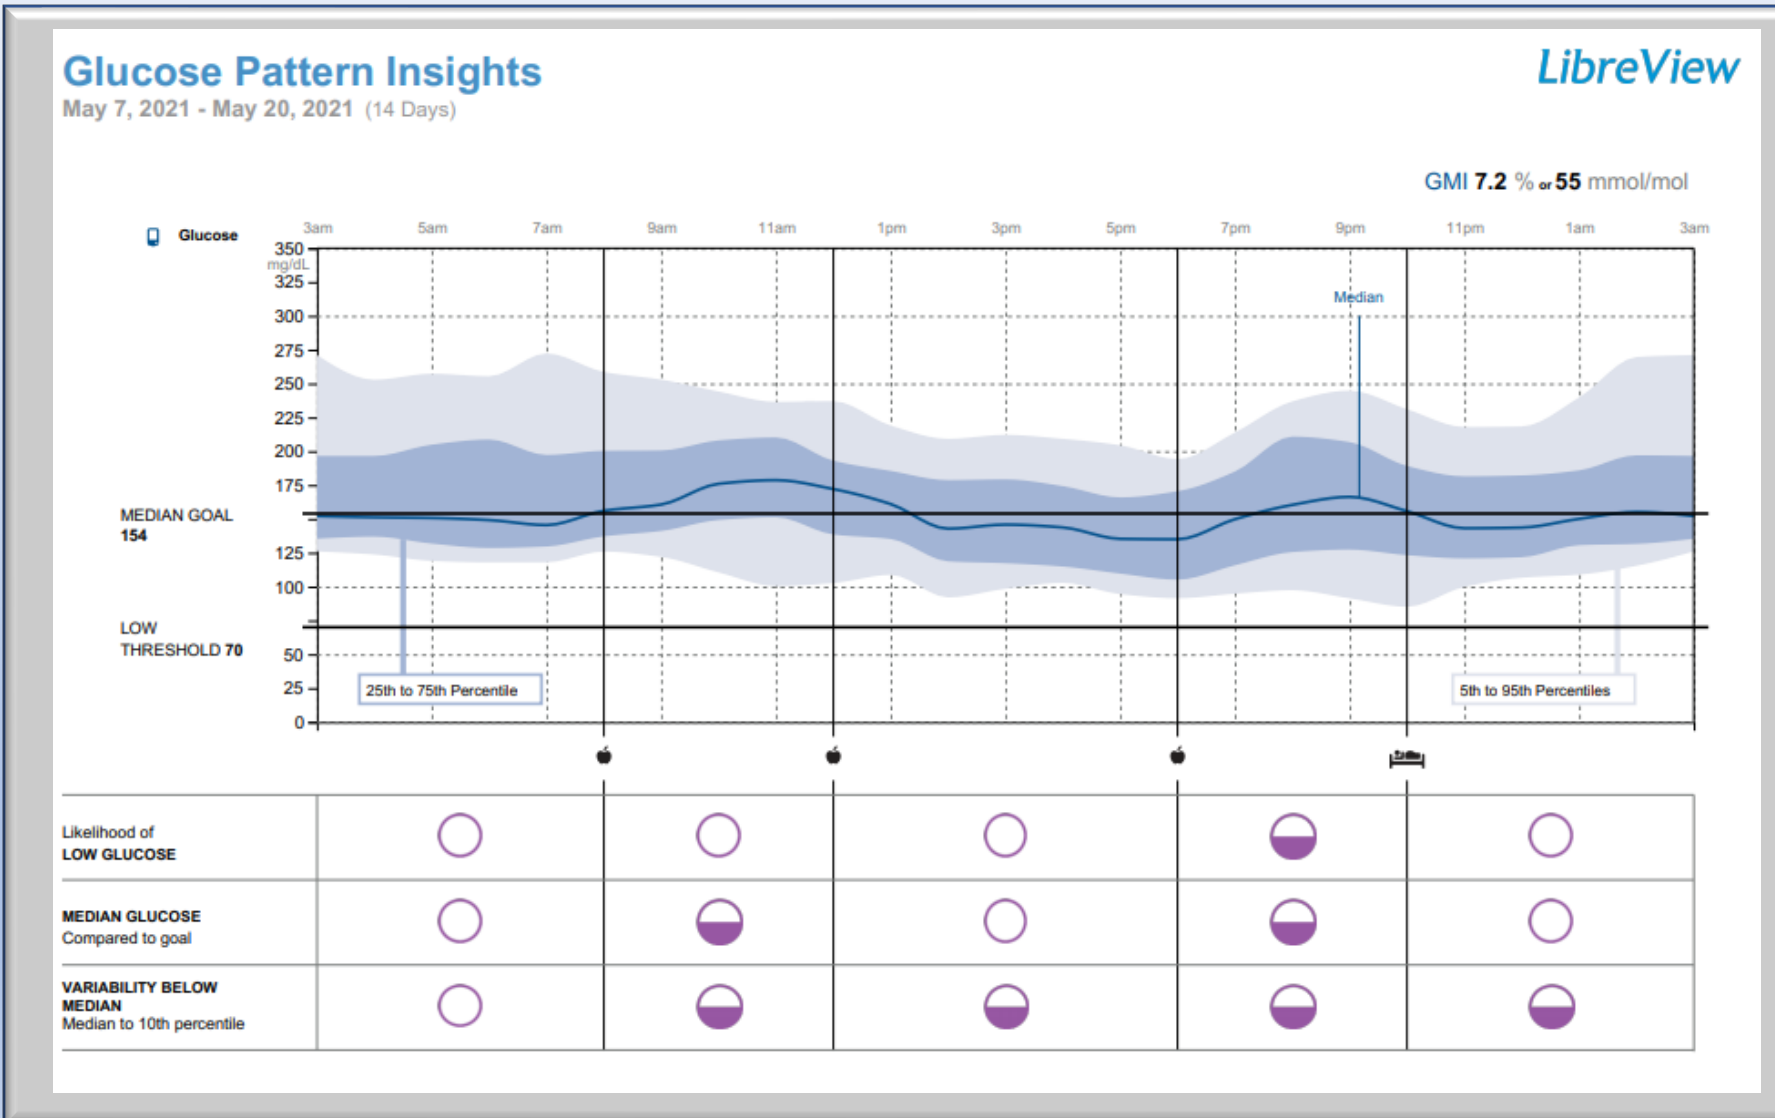 Glucose Pattern Insights
LibreView
May 7, 2021 - May 20, 2021 (14 Days)
GMI 7.2 % or 55 mmol/mol
Glucose
3am 5am 7am 9am 11am 1pm 3pm 5pm 7pm 9pm 11pm 1am 3am
350
mg/dL
325
Median
300
275
250
225
200
175
MEDIAN GOAL
154
125
100
LOW
THRESHOLD 70
50
25
25th to 75th Percentile
5th to 95th Percentiles
0
Likelihood of
LOW GLUCOSE
MEDIAN GLUCOSE
Compared to goal
VARIABILITY BELOW
MEDIAN
Median to 10th percentile